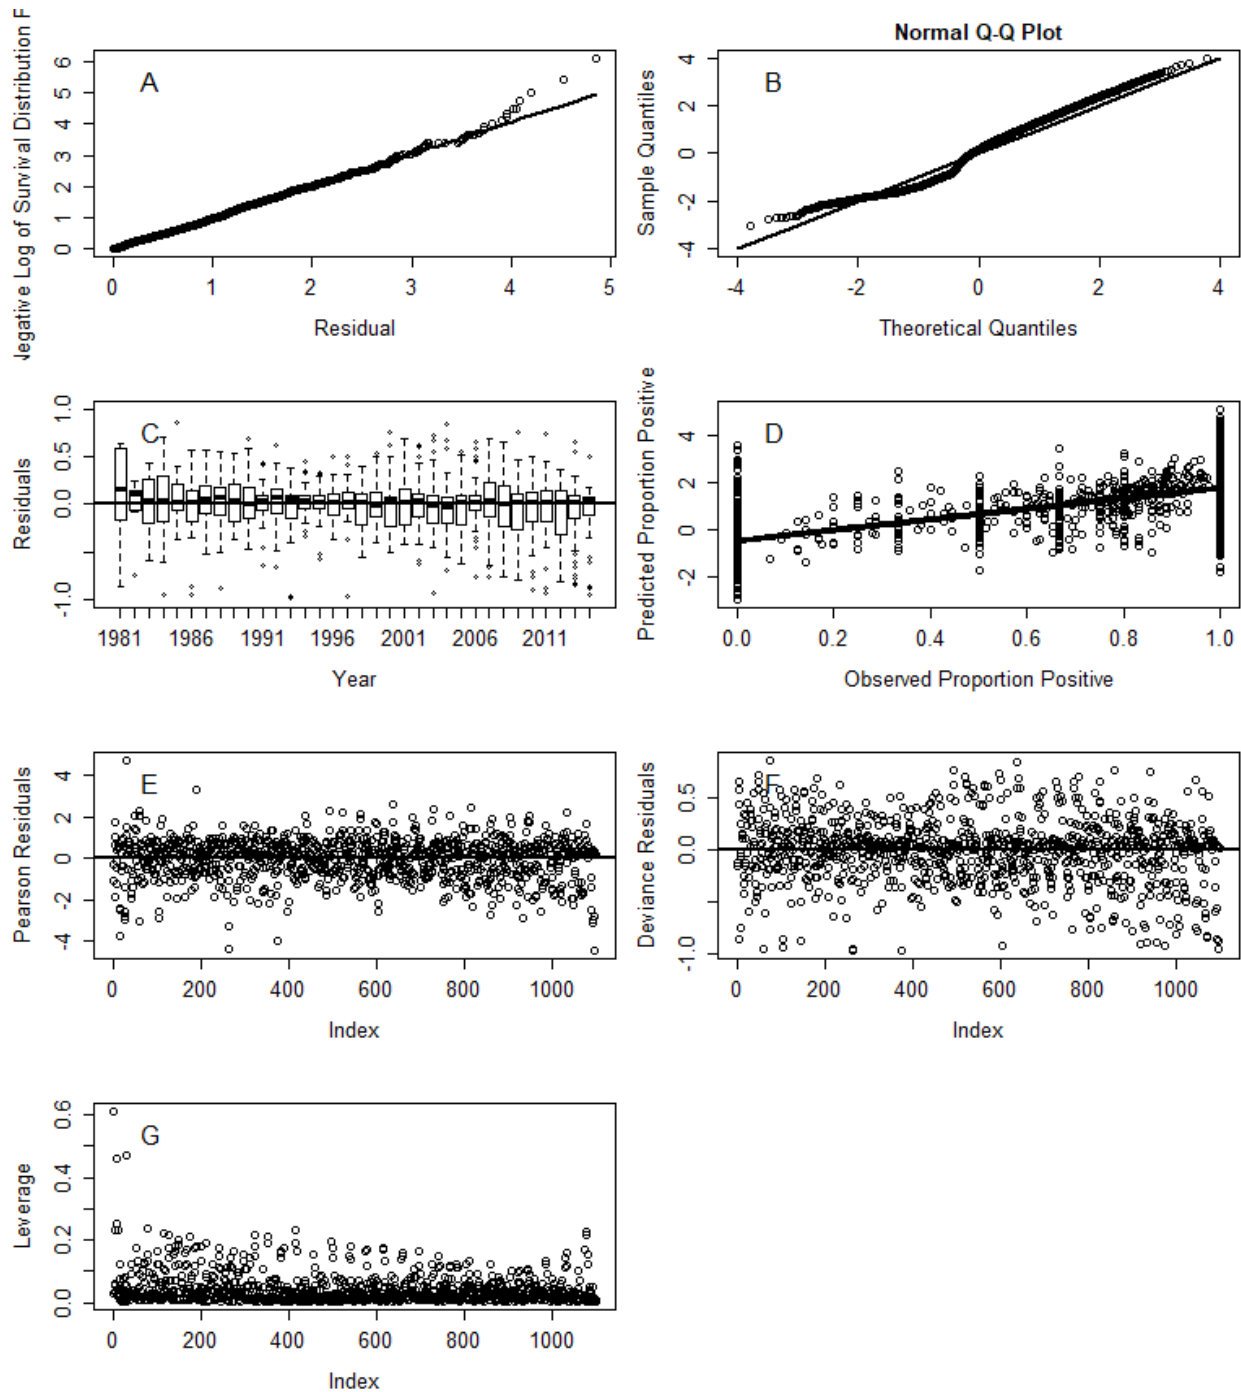 Negative Log of Survival Distribution F
A
6
5
4
3
2
1
0
0 1 2 3 4 5
Residual
Normal Q-Q Plot
Sample Quantiles
B
4
2
0
-2
-4
-4 -2 0 2 4
Theoretical Quantiles
Residuals
C
1.0
0.5
0.0
-1.0
1981 1986 1991 1996 2001 2006 2011
Year
Predicted Proportion Positive
D
4
2
0
-2
0.0 0.2 0.4 0.6 0.8 1.0
Observed Proportion Positive
Pearson Residuals
E
4
2
0
-2
-4
0 200 400 600 800 1000
Index
Deviance Residuals
F
0.5
0.0
-1.0
0 200 400 600 800 1000
Index
Leverage
G
0.6
0.4
0.2
0.0
0 200 400 600 800 1000
Index